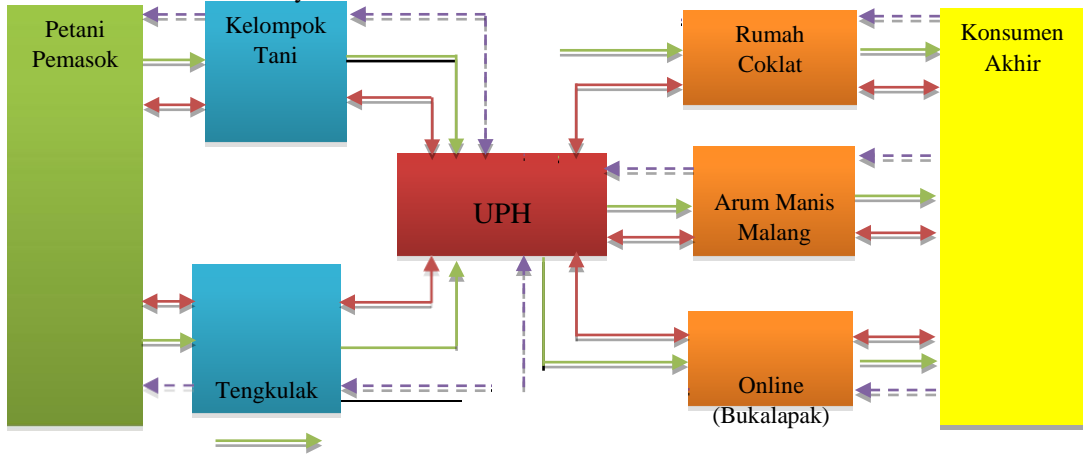 Petani
Pemasok
Kelompok
Tani
Rumah
Coklat
Konsumen
Akhir
UPH
Arum Manis
Malang
Tengkulak
Online
(Bukalapak)